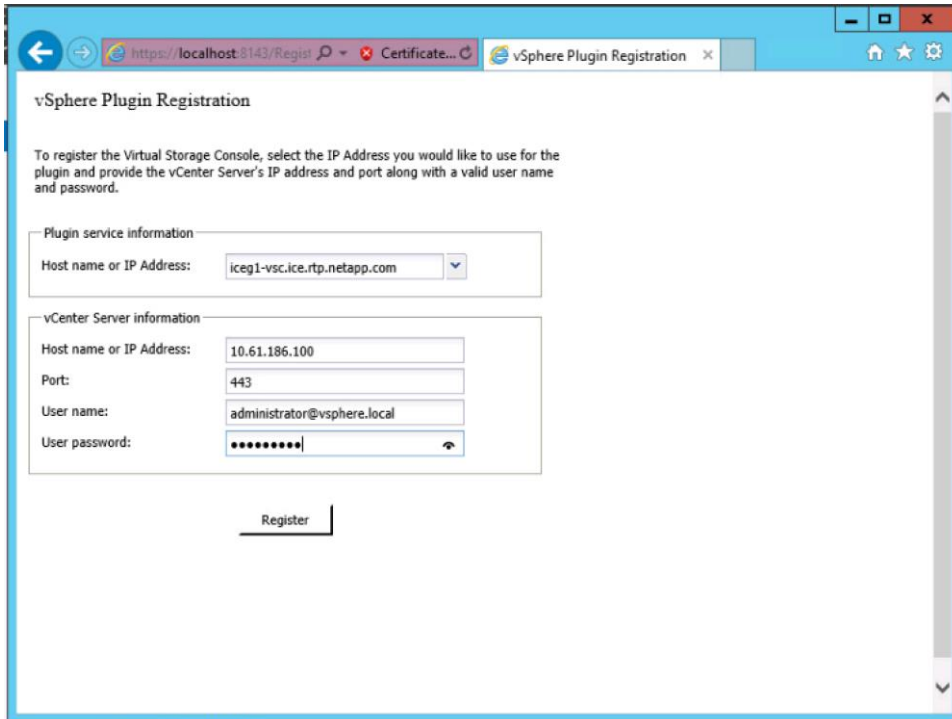 https://localhost:8143/Regist
Certificate...
vSphere Plugin Registration
vSphere Plugin Registration
To register the Virtual Storage Console, select the IP Address you would like to use for the
plugin and provide the vCenter Server's IP address and port along with a valid user name
and password.
Plugin service information
Host name or IP Address: iceg1-vsc.ice.rtp.netapp.com
vCenter Server information
Host name or IP Address: 10.61.186.100
Port: 443
User name: administrator@vsphere.local
User password: •••••••••
Register